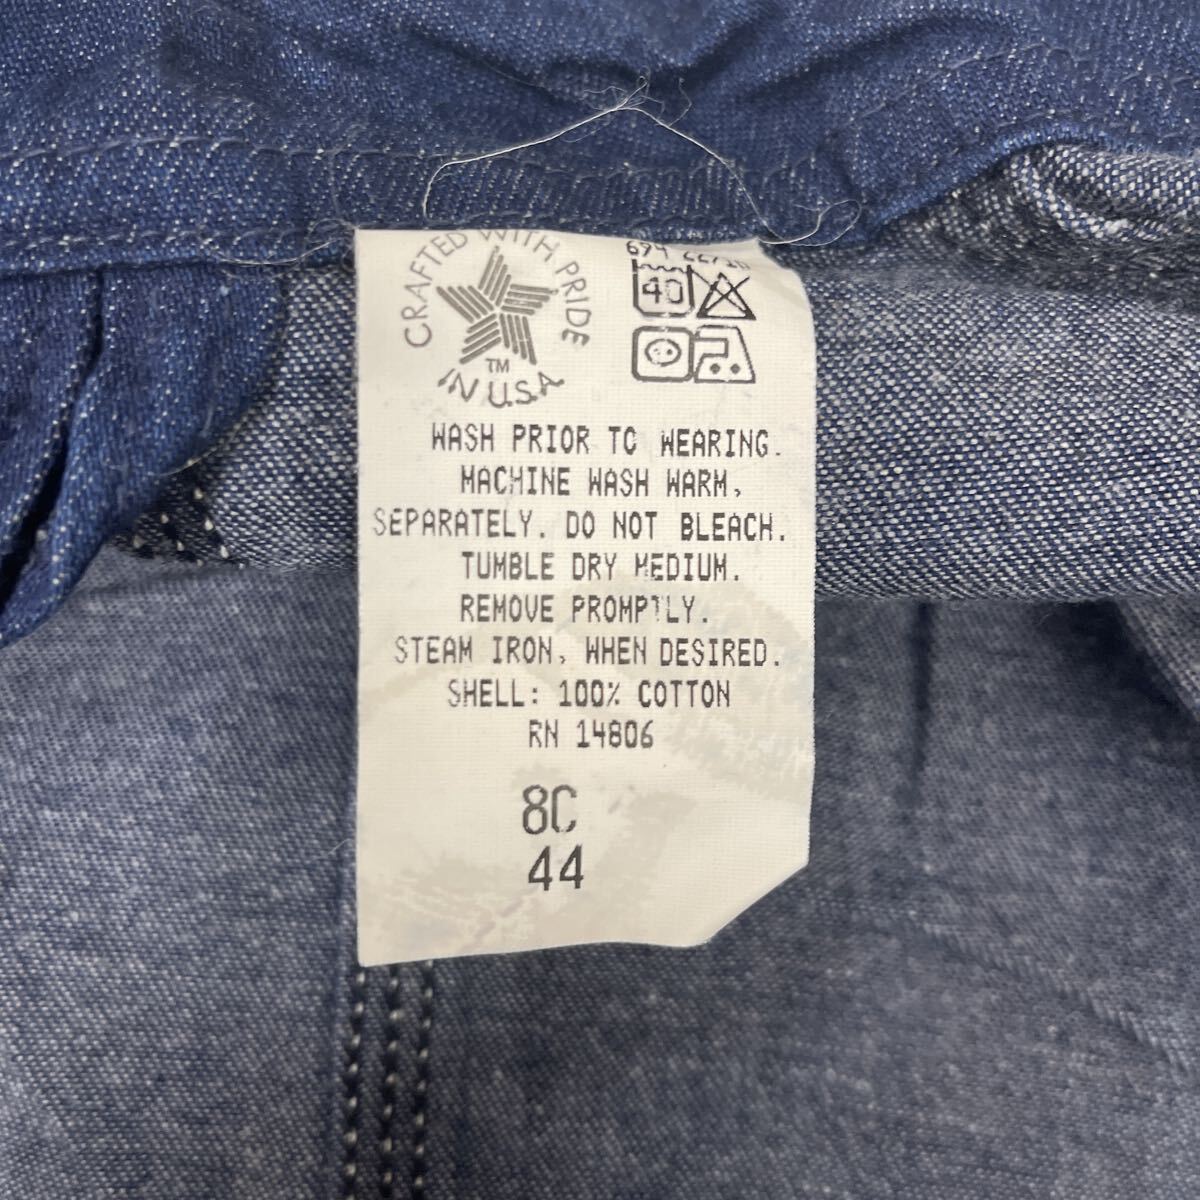 CRAFTED WITH PRIDE
TM
IN U.S.A.
674
40
WASH PRIOR TO WEARING.
MACHINE WASH WARM,
SEPARATELY. DO NOT BLEACH.
TUMBLE DRY MEDIUM.
REMOVE PROMPTLY.
STEAM IRON, WHEN DESIRED.
SHELL: 100% COTTON
RN 14806
8C
44